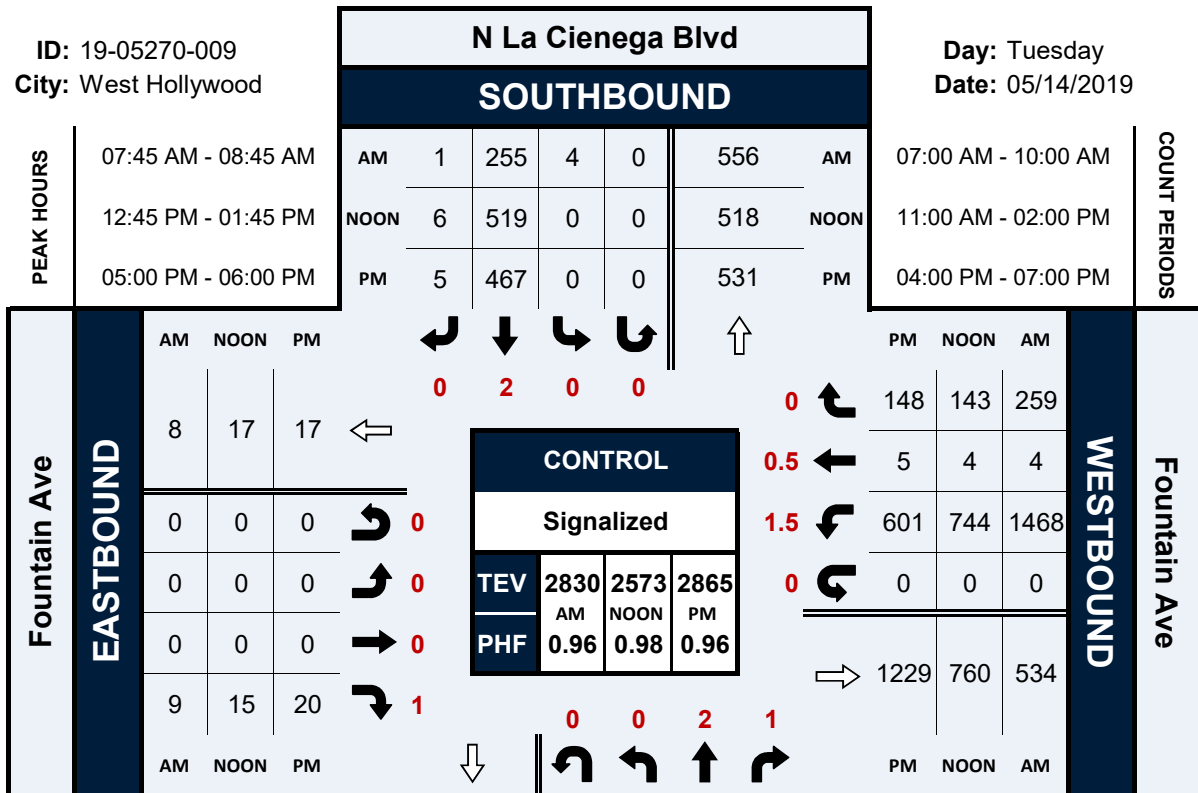 ID: 19-05270-009
City: West Hollywood
N La Cienega Blvd
SOUTHBOUND
Day: Tuesday
Date: 05/14/2019
PEAK HOURS
07:45 AM - 08:45 AM
12:45 PM - 01:45 PM
05:00 PM - 06:00 PM
AM 1 255 4 0 556 AM
NOON 6 519 0 0 518 NOON
PM 5 467 0 0 531 PM
07:00 AM - 10:00 AM
11:00 AM - 02:00 PM
04:00 PM - 07:00 PM
COUNT PERIODS
0 2 0 0
Fountain Ave
EASTBOUND
AM NOON PM
8 17 17
0 0 0 0
0 0 0 0
0 0 0 0
9 15 20 1
AM NOON PM
CONTROL
Signalized
TEV 2830 2573 2865
AM NOON PM
PHF 0.96 0.98 0.96
PM NOON AM
0 148 143 259
0.5 5 4 4
1.5 601 744 1468
0 0 0 0
1229 760 534
PM NOON AM
WESTBOUND
Fountain Ave
0 0 2 1